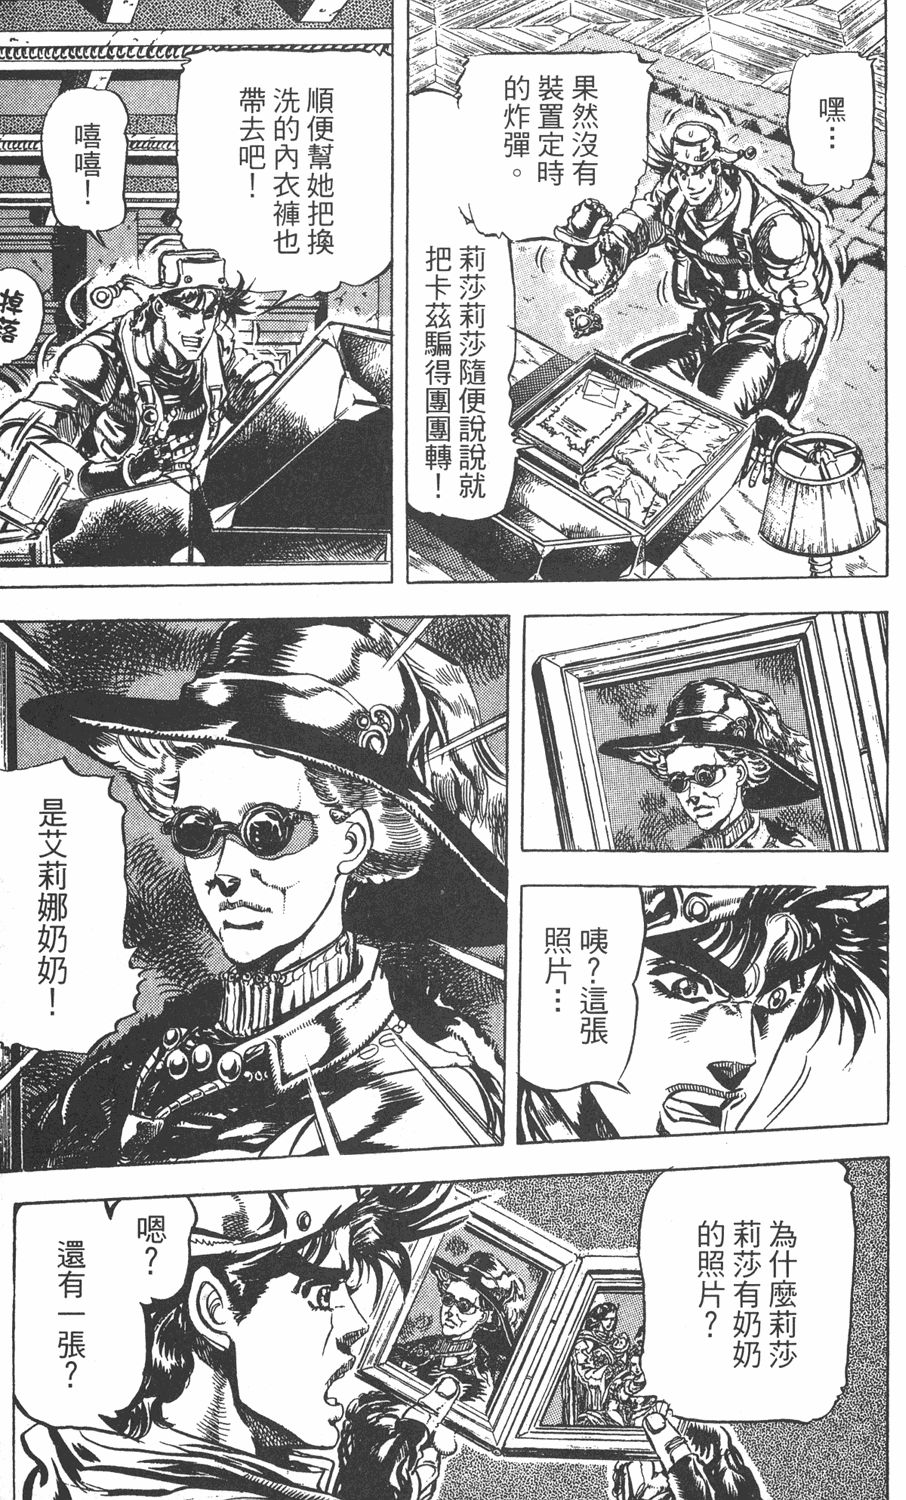 嘿…
果然沒有
裝置定時
的炸彈。
莉莎莉莎隨便說說就
把卡茲騙得團團轉！
順便幫她把換
洗的內衣褲也
帶去吧！
嘻嘻！
掉落
咦？這張
照片…
是艾莉娜奶奶！
為什麼莉莎
莉莎有奶奶
的照片？
嗯？
還有一張？